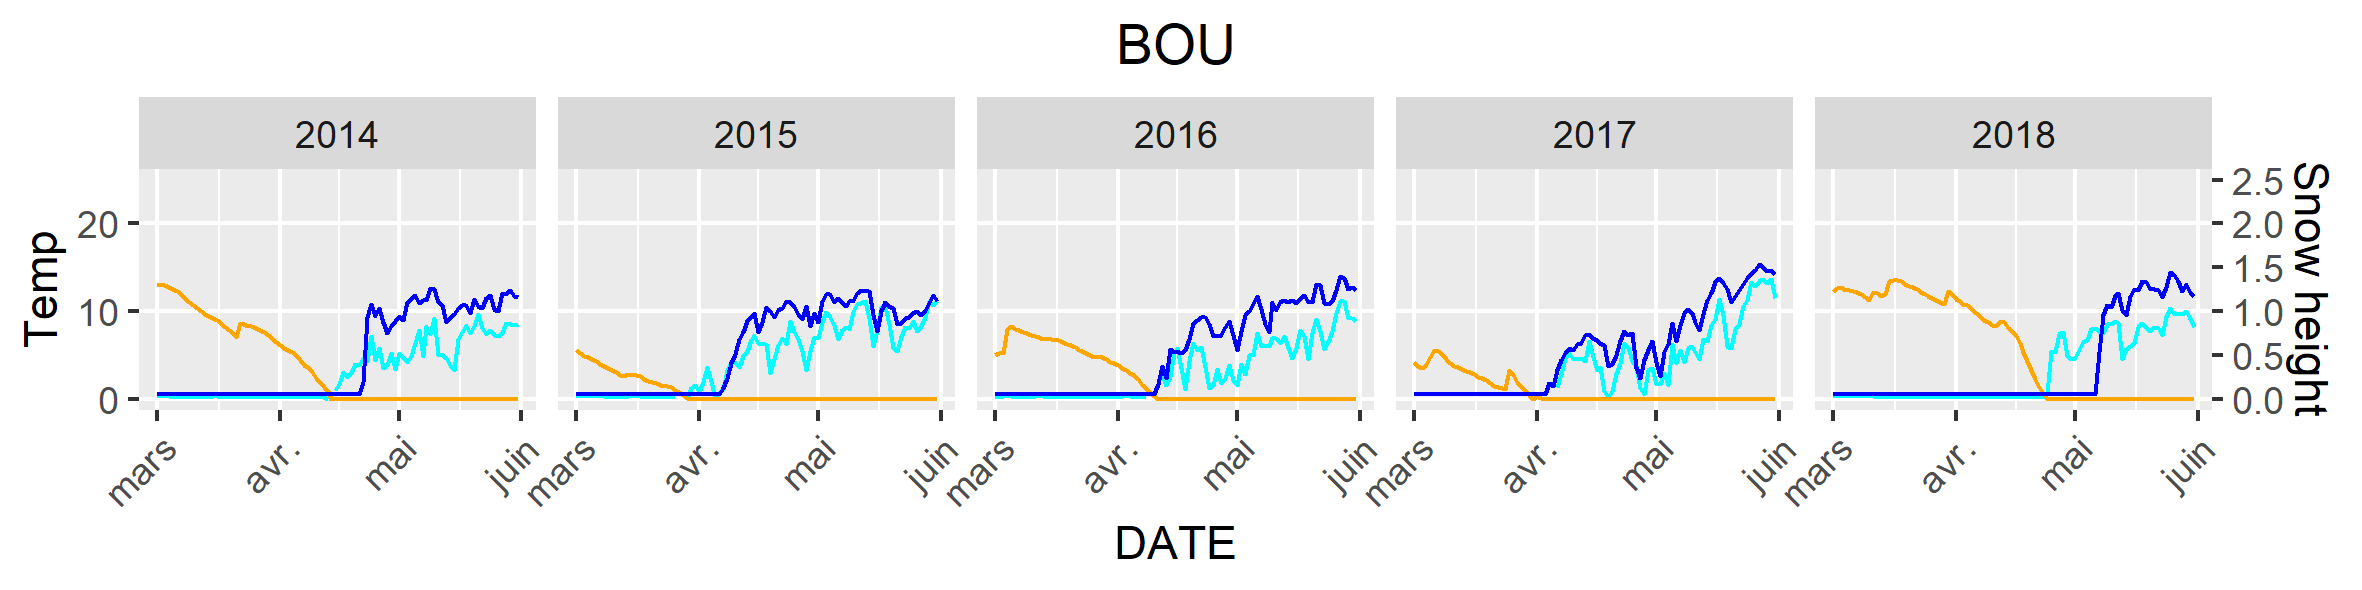 BOU
2014 2015 2016 2017 2018
Temp
20
10
0
2.5
2.0
1.5
1.0
0.5
0.0
Snow height
mars avr. mai juin mars avr. mai juin mars avr. mai juin mars avr. mai juin mars avr. mai juin
DATE